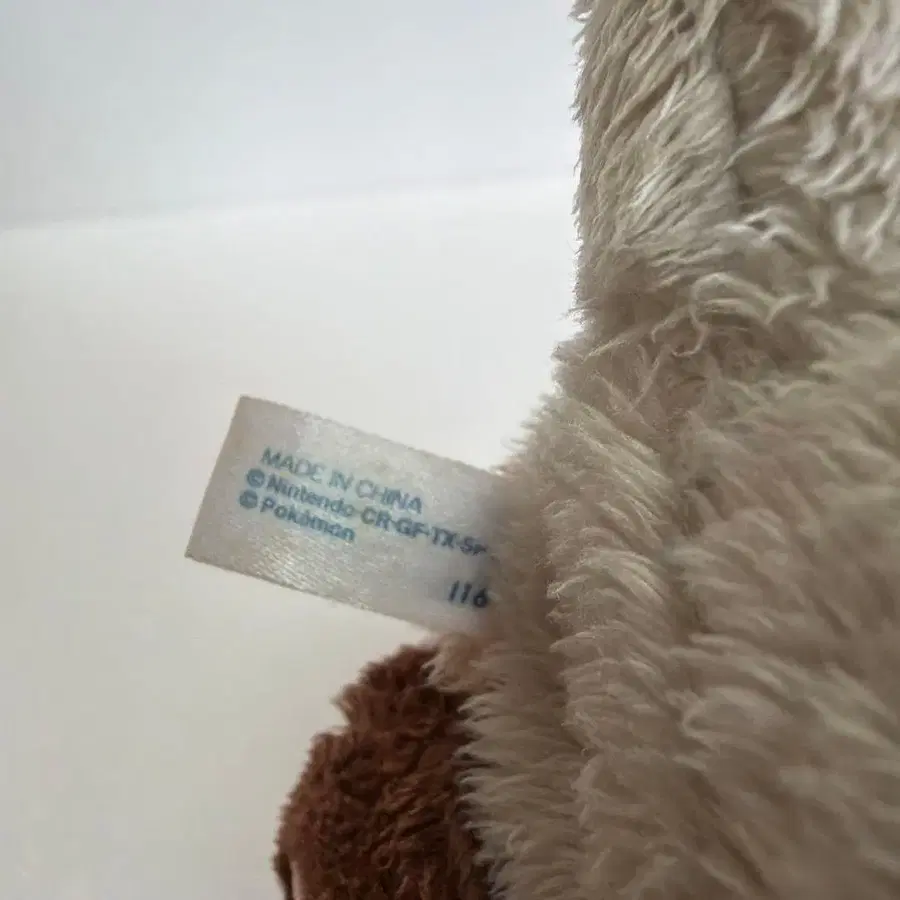 MADE IN CHINA
©Nintendo·CR·GF·TX·SP
©Pokémon
116